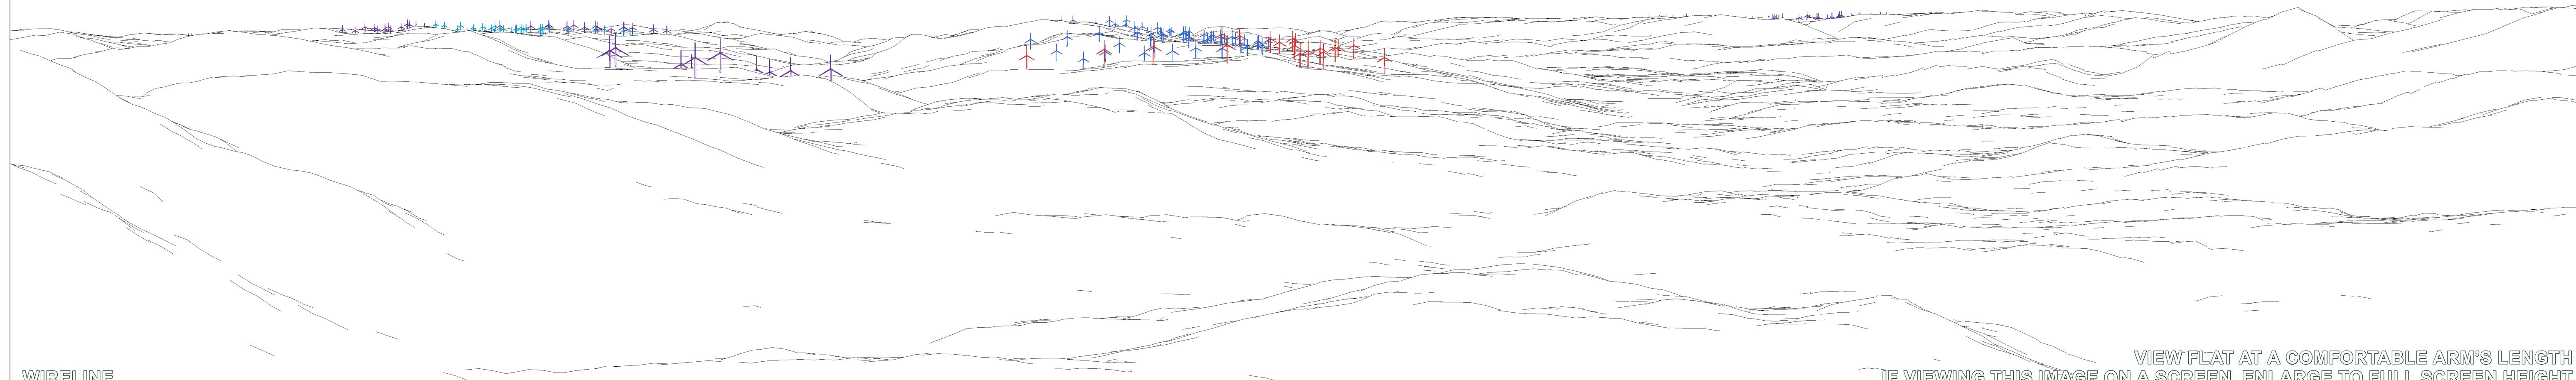 VIEW FLAT AT A COMFORTABLE ARM'S LENGTH
WIRELINE
IF VIEWING THIS IMAGE ON A SCREEN, ENLARGE TO FULL SCREEN HEIGHT